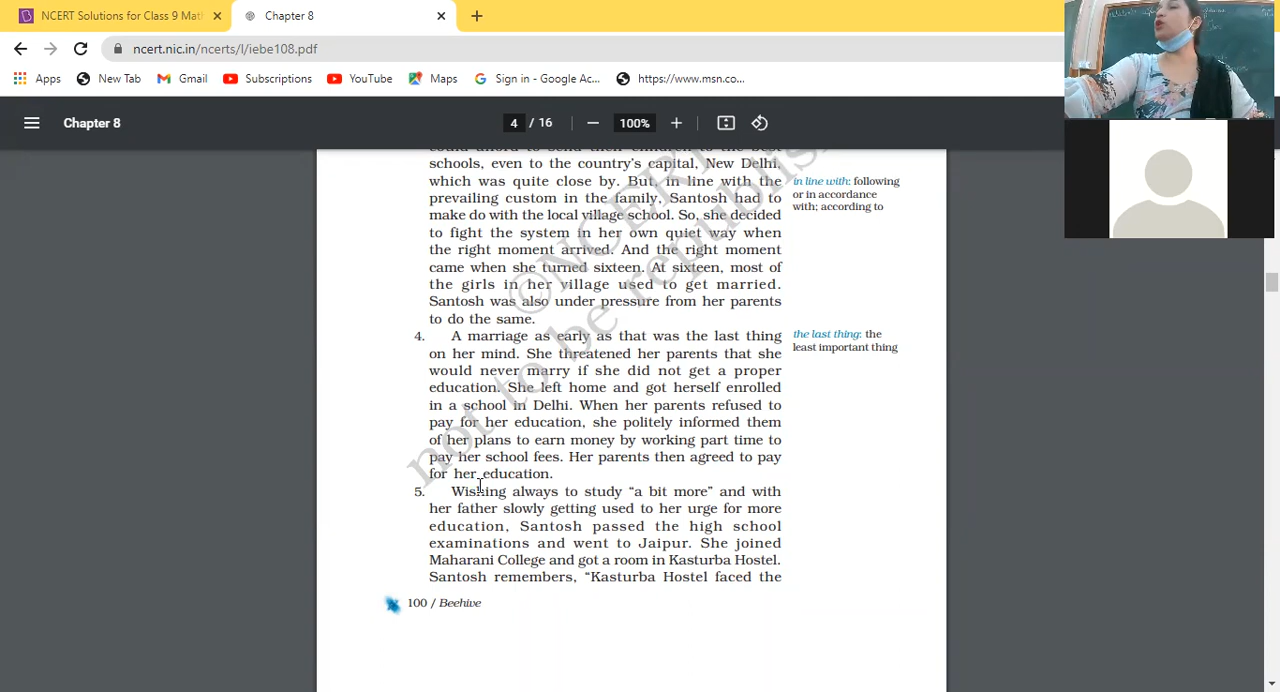 NCERT Solutions for Class 9 Mat
Chapter 8
ncert.nic.in/ncerts/l/iebe108.pdf
Apps
New Tab
Gmail
Subscriptions
YouTube
Maps
Sign in - Google Ac...
https://www.msn.co...
Chapter 8
4 / 16
100%
schools, even to the country's capital, New Delhi,
which was quite close by. But, in line with the
prevailing custom in the family, Santosh had to
make do with the local village school. So, she decided
to fight the system in her own quiet way when
the right moment arrived. And the right moment
came when she turned sixteen. At sixteen, most of
the girls in her village used to get married.
Santosh was also under pressure from her parents
to do the same.
in line with: following
or in accordance
with; according to
4. A marriage as early as that was the last thing
on her mind. She threatened her parents that she
would never marry if she did not get a proper
education. She left home and got herself enrolled
in a school in Delhi. When her parents refused to
pay for her education, she politely informed them
of her plans to earn money by working part time to
pay her school fees. Her parents then agreed to pay
for her education.
the last thing: the
least important thing
5. Wishing always to study “a bit more” and with
her father slowly getting used to her urge for more
education, Santosh passed the high school
examinations and went to Jaipur. She joined
Maharani College and got a room in Kasturba Hostel.
Santosh remembers, “Kasturba Hostel faced the
100 / Beehive
©NCERT
not to be republis